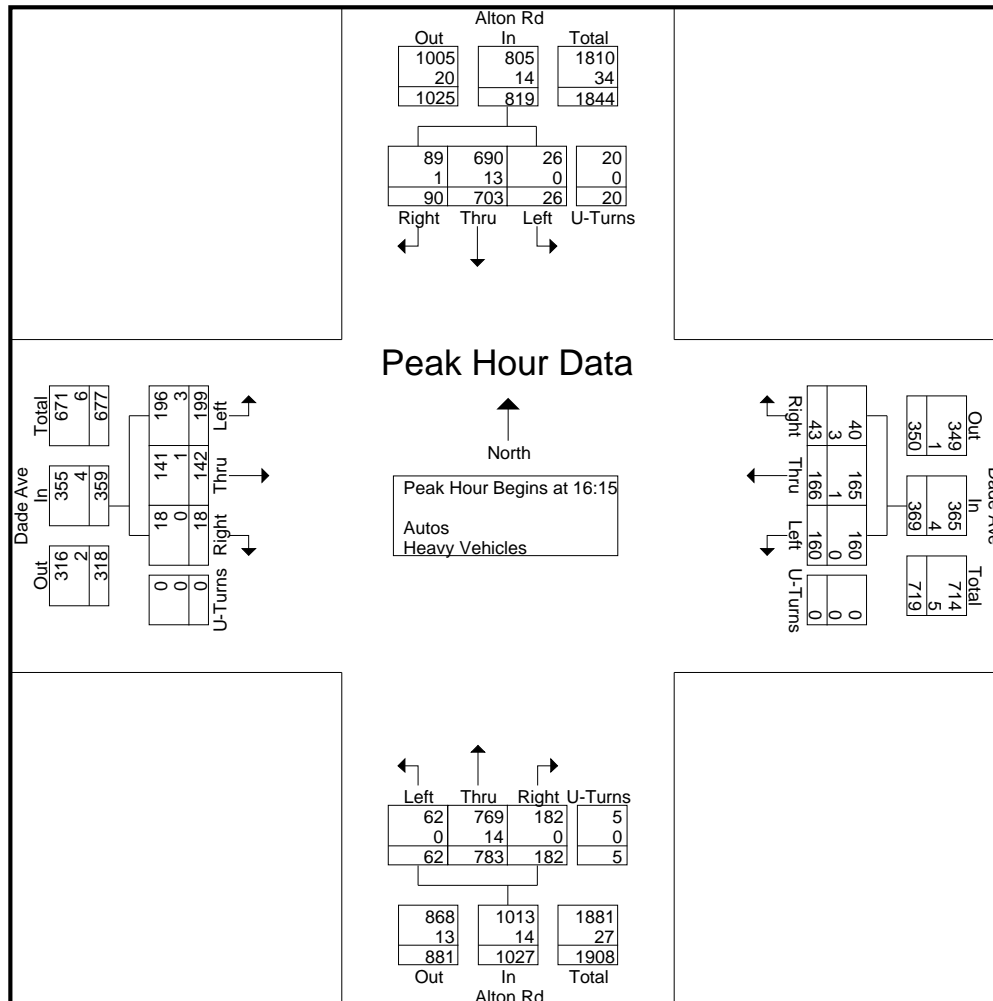 Alton Rd
Out In Total
1005 805 1810
20 14 34
1025 819 1844
89 690 26 20
1 13 0 0
90 703 26 20
Right Thru Left U-Turns
Peak Hour Data
North
Peak Hour Begins at 16:15
Autos
Heavy Vehicles
Dade Ave
Total In Out
671 355 316
6 4 2
677 359 318
196 141 18 0
3 1 0 0
199 142 18 0
Left Thru Right U-Turns
Right Thru Left U-Turns
43 166 160 0
3 1 0 0
40 165 160 0
Out In Total
349 365 714
1 4 5
350 369 719
Dade Ave
Left Thru Right U-Turns
62 769 182 5
0 14 0 0
62 783 182 5
868 1013 1881
13 14 27
881 1027 1908
Out In Total
Alton Rd